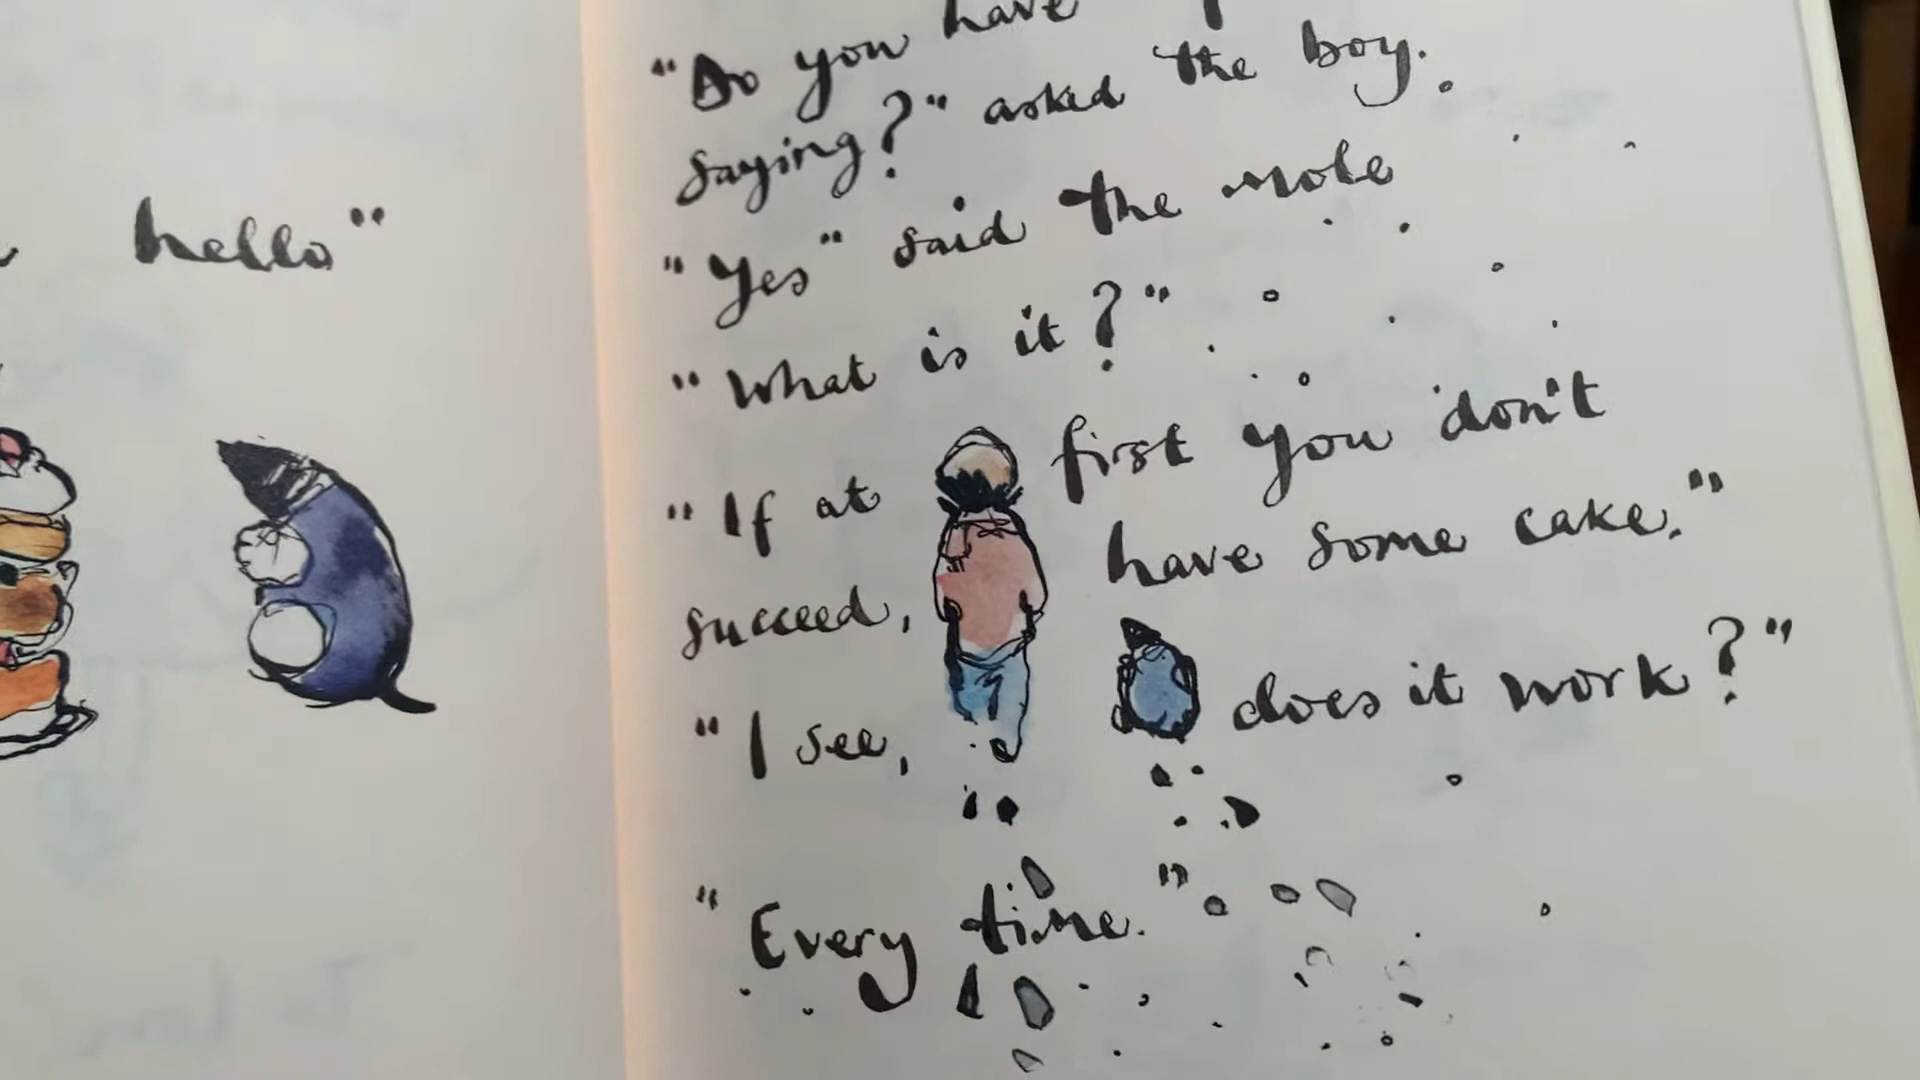 hello"
"Do you have
saying?" asked the boy.
"Yes" said the mole
"What is it?"
"If at first you don't
succeed, have some cake."
"I see, does it work?"
"Every time."